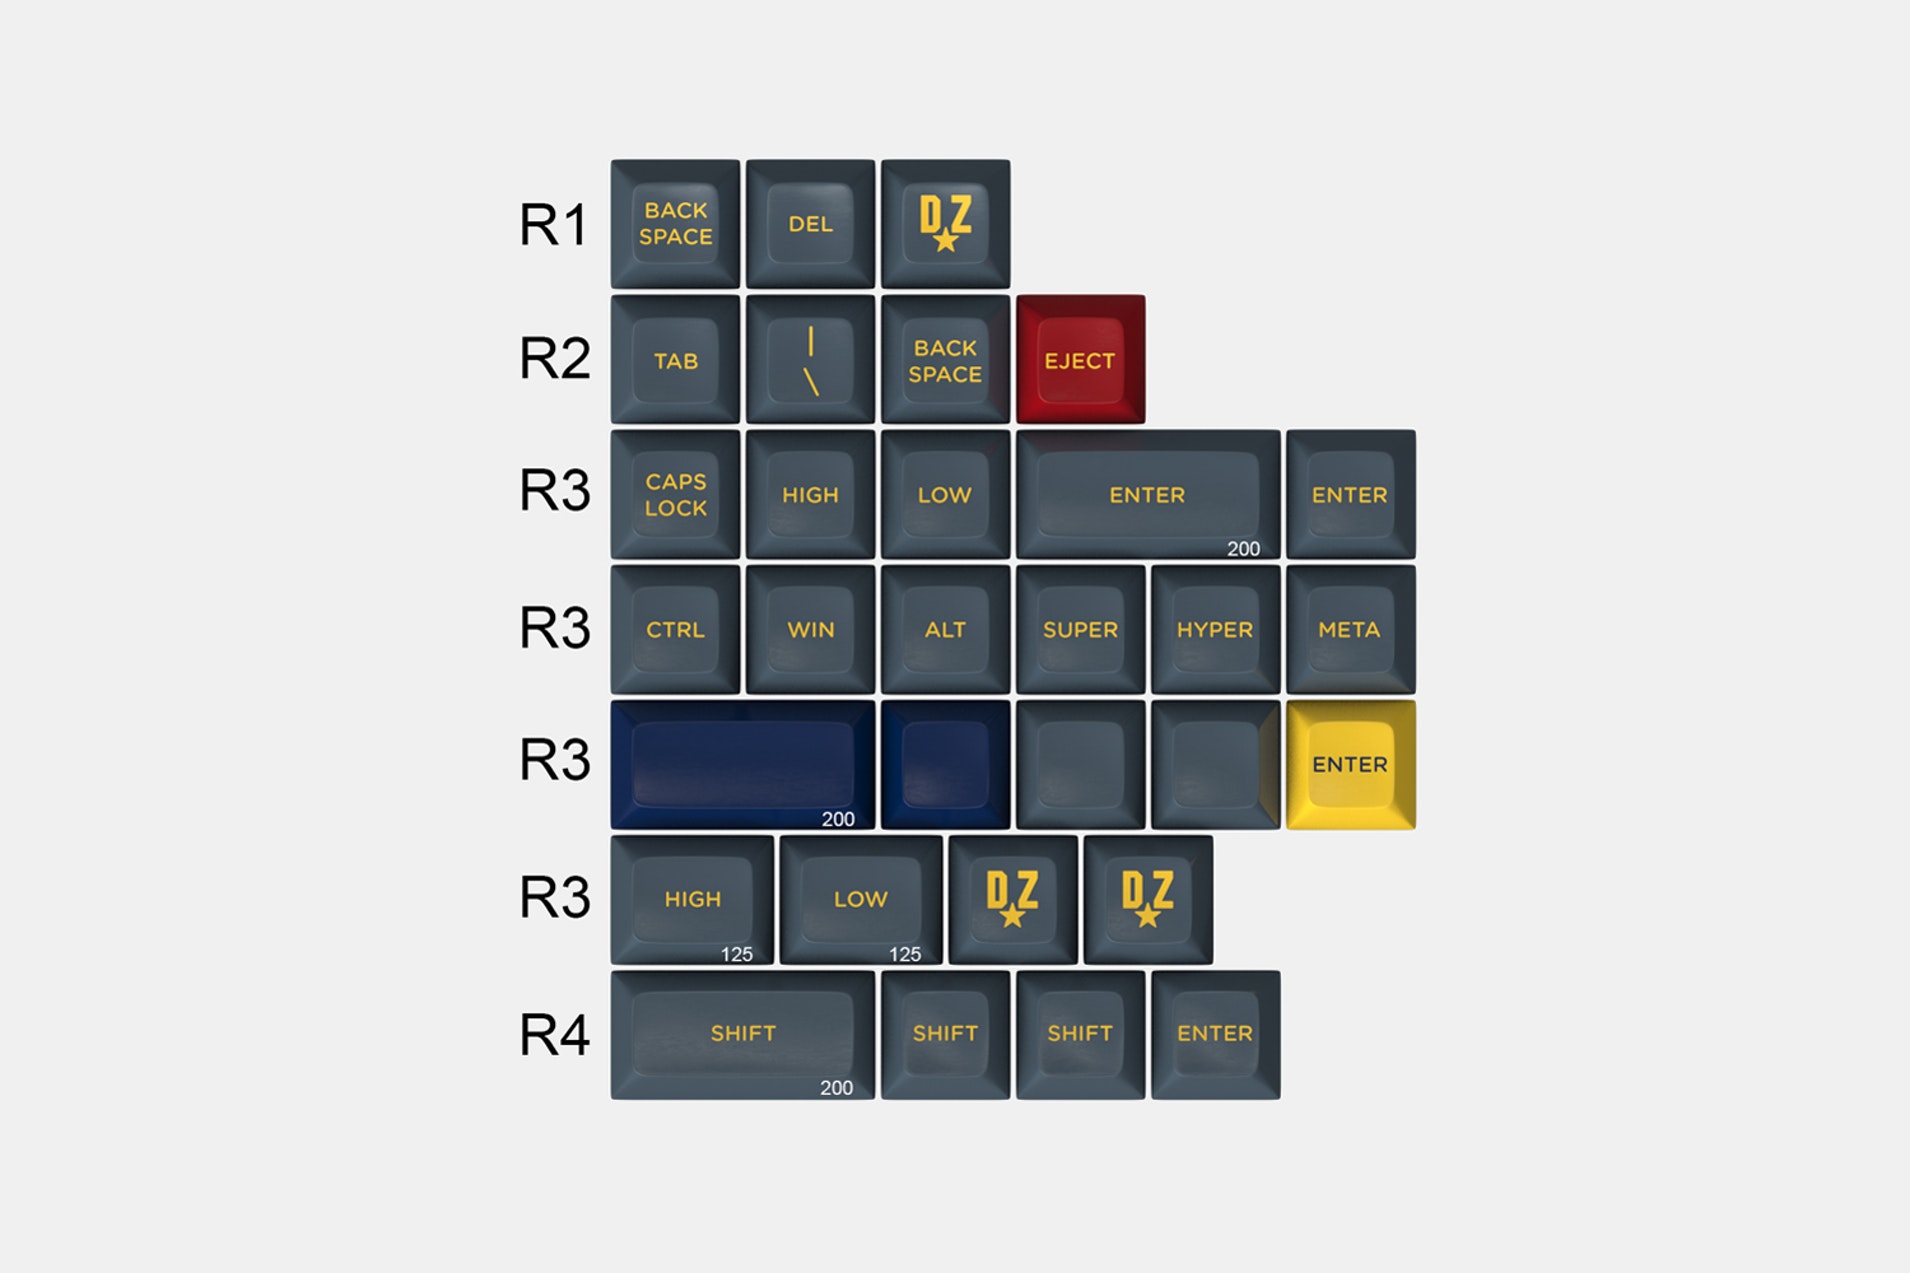 R1
BACK
SPACE
DEL
DZ
R2
TAB
|
\
BACK
SPACE
EJECT
R3
CAPS
LOCK
HIGH
LOW
ENTER
200
ENTER
R3
CTRL
WIN
ALT
SUPER
HYPER
META
R3
200
ENTER
R3
HIGH
125
LOW
125
DZ
DZ
R4
SHIFT
200
SHIFT
SHIFT
ENTER